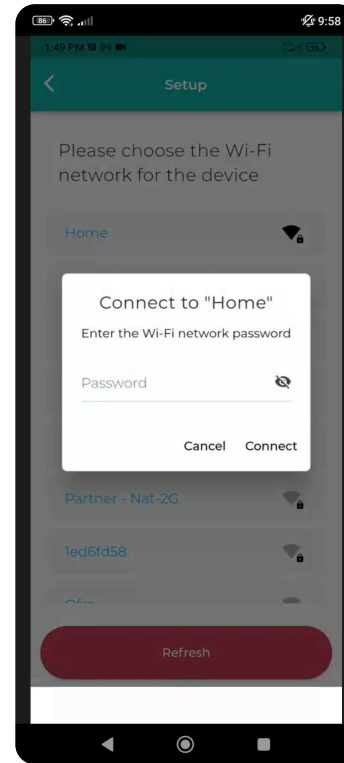 86
9:58
1:49 PM
Setup
Please choose the Wi-Fi
network for the device
Home
Connect to "Home"
Enter the Wi-Fi network password
Password
Cancel Connect
Partner - Nat-2G
1ed6fd58
Refresh